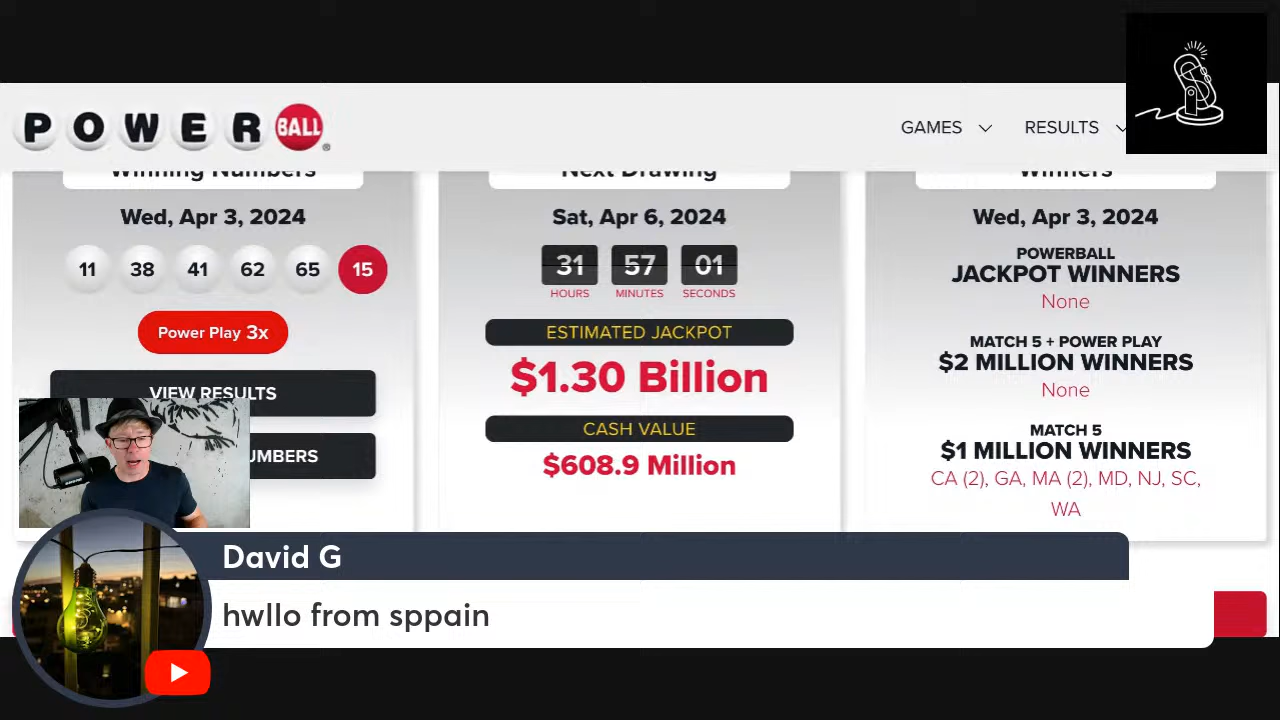 POWERBALL
GAMES
RESULTS
Winning Numbers
Wed, Apr 3, 2024
11 38 41 62 65 15
Power Play 3x
VIEW RESULTS
UMBERS
Next Drawing
Sat, Apr 6, 2024
31 57 01
HOURS MINUTES SECONDS
ESTIMATED JACKPOT
$1.30 Billion
CASH VALUE
$608.9 Million
Winners
Wed, Apr 3, 2024
POWERBALL
JACKPOT WINNERS
None
MATCH 5 + POWER PLAY
$2 MILLION WINNERS
None
MATCH 5
$1 MILLION WINNERS
CA (2), GA, MA (2), MD, NJ, SC,
WA
David G
hwllo from sppain